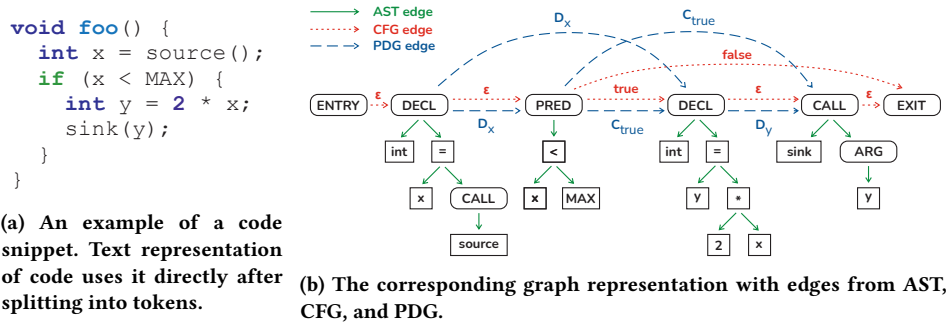 void foo() {
int x = source();
if (x < MAX) {
int y = 2 * x;
sink(y);
}
}
(a) An example of a code
snippet. Text representation
of code uses it directly after
splitting into tokens.
AST edge
CFG edge
PDG edge
Dx
Ctrue
false
ENTRY ε DECL ε PRED true DECL ε CALL ε EXIT
Dx Ctrue Dy
int = < int = sink ARG
x CALL x MAX y * y
source 2 x
(b) The corresponding graph representation with edges from AST,
CFG, and PDG.